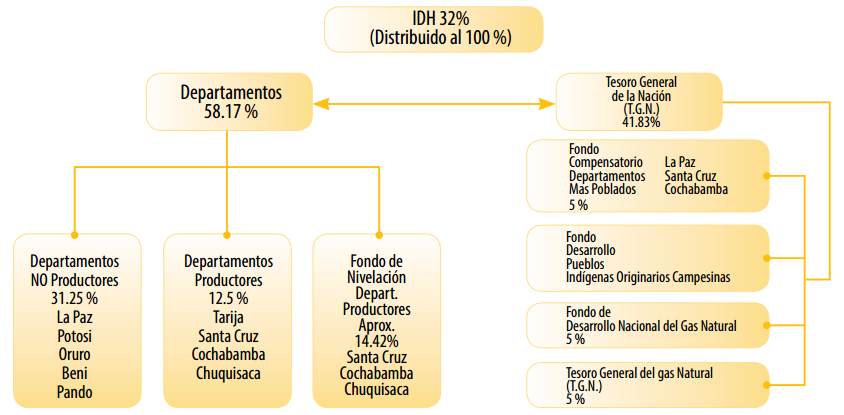 IDH 32%
(Distribuido al 100 %)
Departamentos
58.17 %
Tesoro General
de la Nación
(T.G.N.)
41.83%
Departamentos
NO Productores
31.25 %
La Paz
Potosi
Oruro
Beni
Pando
Departamentos
Productores
12.5 %
Tarija
Santa Cruz
Cochabamba
Chuquisaca
Fondo de
Nivelación
Depart.
Productores
Aprox.
14.42%
Santa Cruz
Cochabamba
Chuquisaca
Fondo
Compensatorio
Departamentos
Mas Poblados
5 %
La Paz
Santa Cruz
Cochabamba
Fondo
Desarrollo
Pueblos
Indígenas Originarios Campesinas
Fondo de
Desarrollo Nacional del Gas Natural
5 %
Tesoro General del gas Natural
(T.G.N.)
5 %